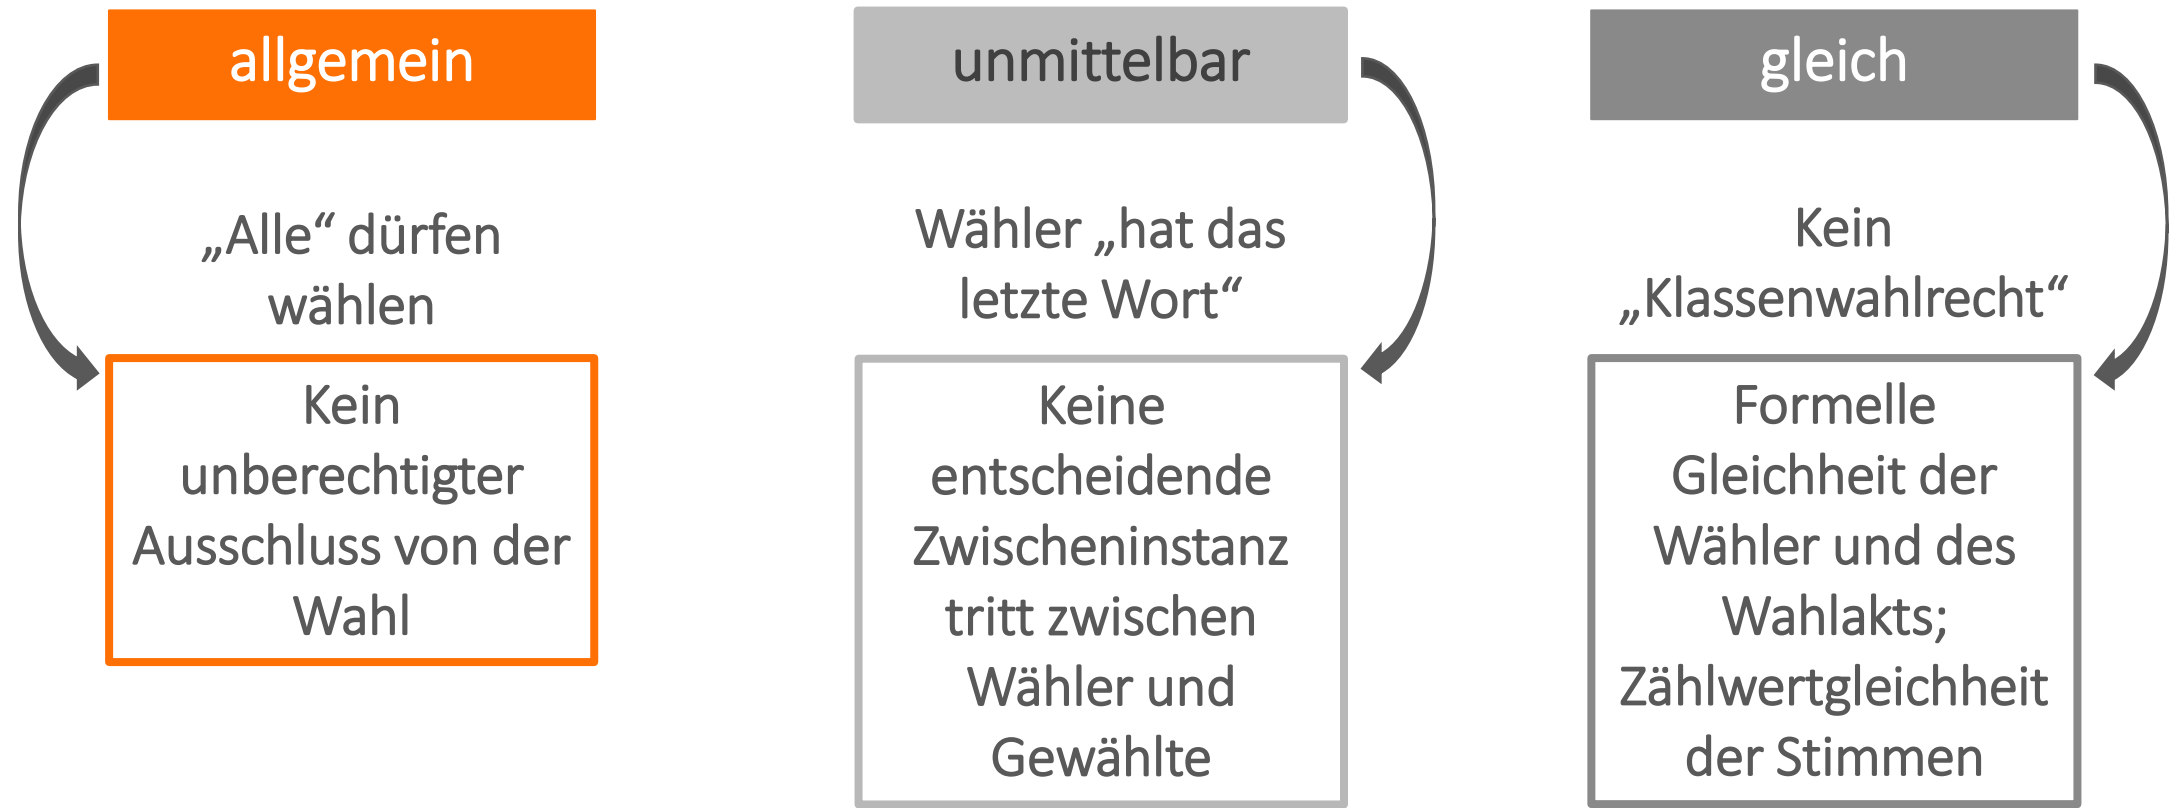 allgemein
„Alle“ dürfen
wählen
Kein
unberechtigter
Ausschluss von der
Wahl
unmittelbar
Wähler „hat das
letzte Wort“
Keine
entscheidende
Zwischeninstanz
tritt zwischen
Wähler und
Gewählte
gleich
Kein
„Klassenwahlrecht“
Formelle
Gleichheit der
Wähler und des
Wahlakts;
Zählwertgleichheit
der Stimmen